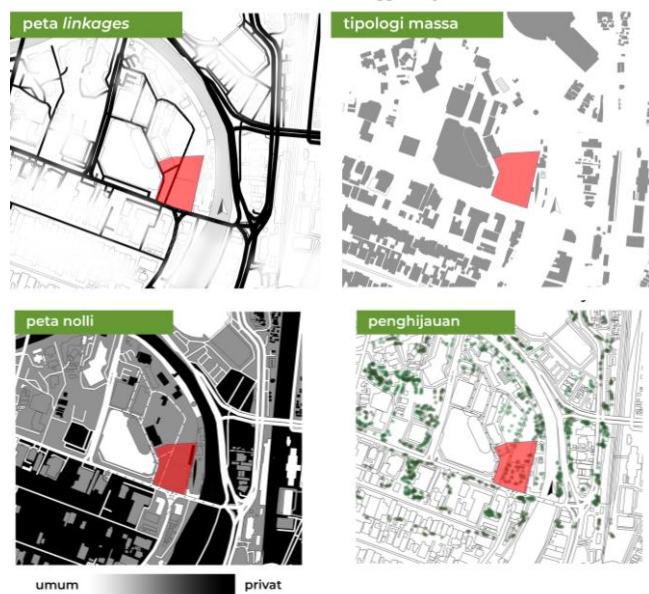 peta linkages
tipologi massa
peta nolli
penghijauan
umum
privat